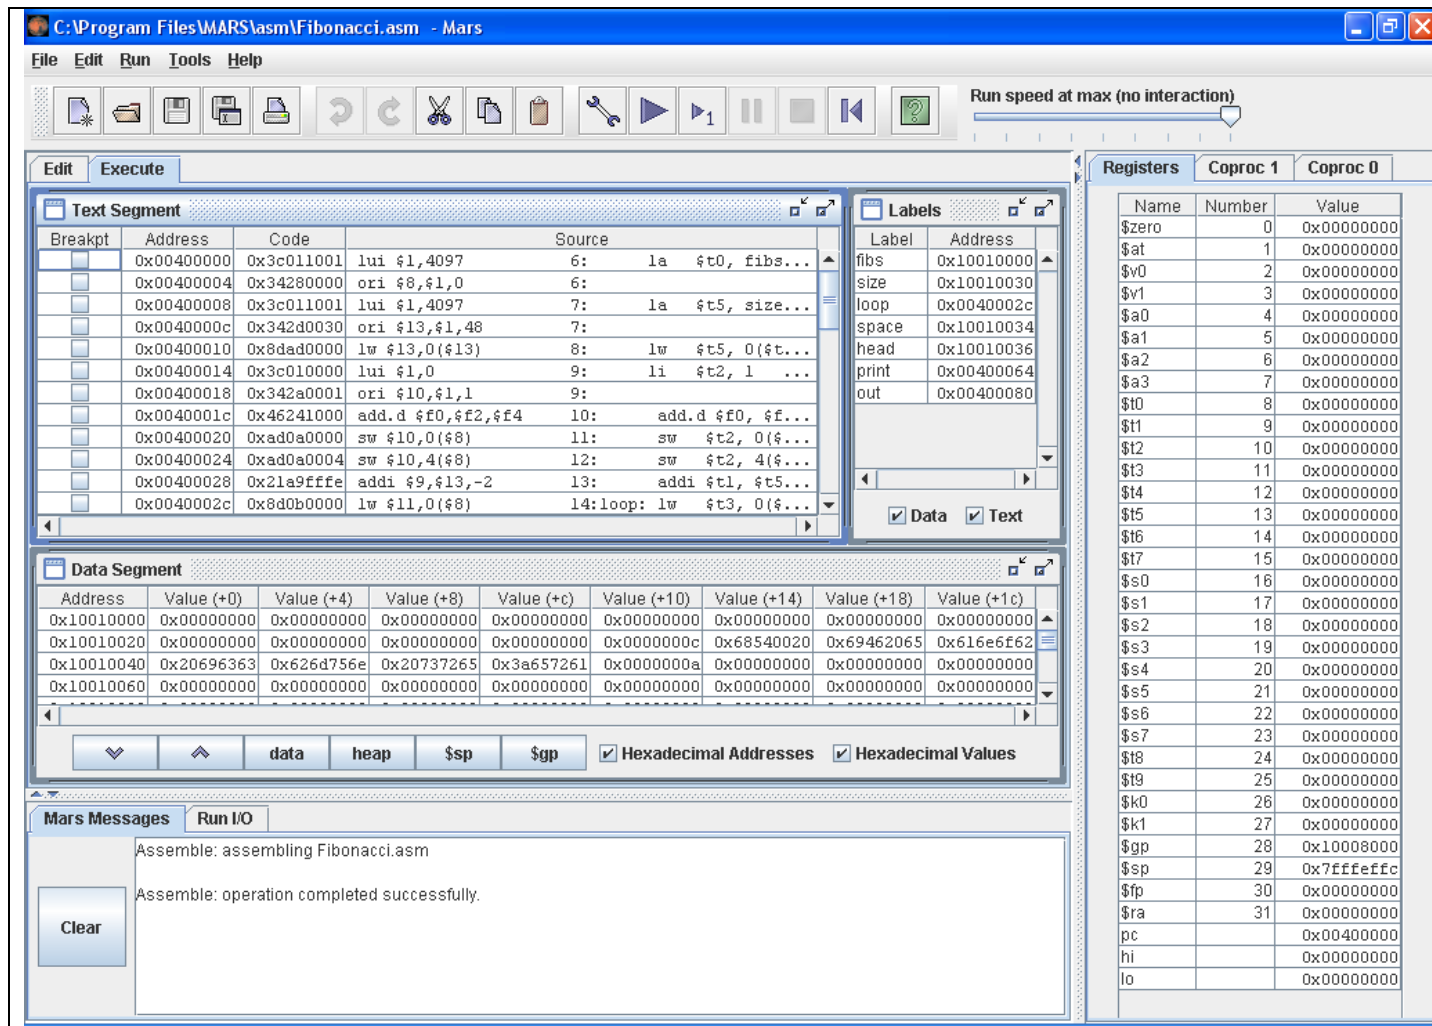 C:\Program Files\MARS\asm\Fibonacci.asm - Mars
File Edit Run Tools Help
Run speed at max (no interaction)
Edit Execute
Text Segment
Breakpt Address Code Source
0x00400000 0x3c011001 lui $1,4097 6: la $t0, fibs...
0x00400004 0x34280000 ori $8,$1,0 6:
0x00400008 0x3c011001 lui $1,4097 7: la $t5, size...
0x0040000c 0x342d0030 ori $13,$1,48 7:
0x00400010 0x8dad0000 lw $13,0($13) 8: lw $t5, 0($t...
0x00400014 0x3c010000 lui $1,0 9: li $t2, 1 ...
0x00400018 0x342a0001 ori $10,$1,1 9:
0x0040001c 0x46241000 add.d $f0,$f2,$f4 10: add.d $f0, $f...
0x00400020 0xad0a0000 sw $10,0($8) 11: sw $t2, 0($...
0x00400024 0xad0a0004 sw $10,4($8) 12: sw $t2, 4($...
0x00400028 0x21a9fffe addi $9,$13,-2 13: addi $t1, $t5...
0x0040002c 0x8d0b0000 lw $11,0($8) 14:loop: lw $t3, 0($...
Labels
Label Address
fibs 0x10010000
size 0x10010030
loop 0x0040002c
space 0x10010034
head 0x10010036
print 0x00400064
out 0x00400080
Data Text
Data Segment
Address Value (+0) Value (+4) Value (+8) Value (+c) Value (+10) Value (+14) Value (+18) Value (+1c)
0x10010000 0x00000000 0x00000000 0x00000000 0x00000000 0x00000000 0x00000000 0x00000000 0x00000000
0x10010020 0x00000000 0x00000000 0x00000000 0x00000000 0x0000000c 0x68540020 0x69462065 0x616e6f62
0x10010040 0x20696363 0x626d756e 0x20737265 0x3a657261 0x0000000a 0x00000000 0x00000000 0x00000000
0x10010060 0x00000000 0x00000000 0x00000000 0x00000000 0x00000000 0x00000000 0x00000000 0x00000000
data heap $sp $gp Hexadecimal Addresses Hexadecimal Values
Mars Messages Run I/O
Assemble: assembling Fibonacci.asm
Assemble: operation completed successfully.
Clear
Registers Coproc 1 Coproc 0
Name Number Value
$zero 0 0x00000000
$at 1 0x00000000
$v0 2 0x00000000
$v1 3 0x00000000
$a0 4 0x00000000
$a1 5 0x00000000
$a2 6 0x00000000
$a3 7 0x00000000
$t0 8 0x00000000
$t1 9 0x00000000
$t2 10 0x00000000
$t3 11 0x00000000
$t4 12 0x00000000
$t5 13 0x00000000
$t6 14 0x00000000
$t7 15 0x00000000
$s0 16 0x00000000
$s1 17 0x00000000
$s2 18 0x00000000
$s3 19 0x00000000
$s4 20 0x00000000
$s5 21 0x00000000
$s6 22 0x00000000
$s7 23 0x00000000
$t8 24 0x00000000
$t9 25 0x00000000
$k0 26 0x00000000
$k1 27 0x00000000
$gp 28 0x10008000
$sp 29 0x7fffeffc
$fp 30 0x00000000
$ra 31 0x00000000
pc 0x00400000
hi 0x00000000
lo 0x00000000